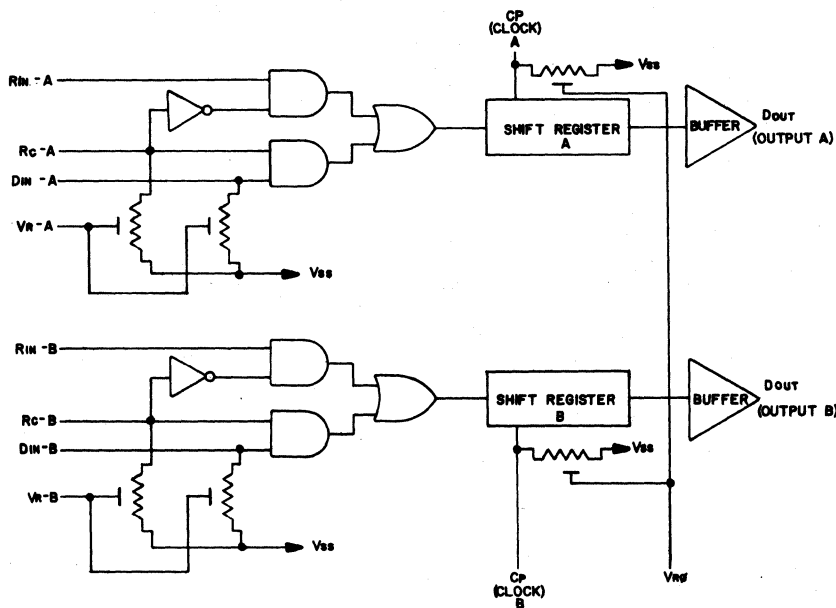 CP
(CLOCK)
A
RIN-A
VSS
SHIFT REGISTER
A
BUFFER
DOUT
(OUTPUT A)
RC-A
DIN-A
VR-A
VSS
RIN-B
SHIFT REGISTER
B
BUFFER
DOUT
(OUTPUT B)
RC-B
DIN-B
VSS
VR-B
VSS
CP
(CLOCK)
B
VRØ